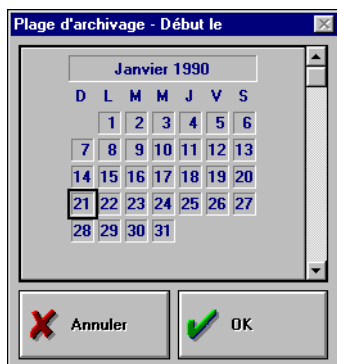 Plage d'archivage - Début le
Janvier 1990
D L M M J V S
1 2 3 4 5 6
7 8 9 10 11 12 13
14 15 16 17 18 19 20
21 22 23 24 25 26 27
28 29 30 31
Annuler OK